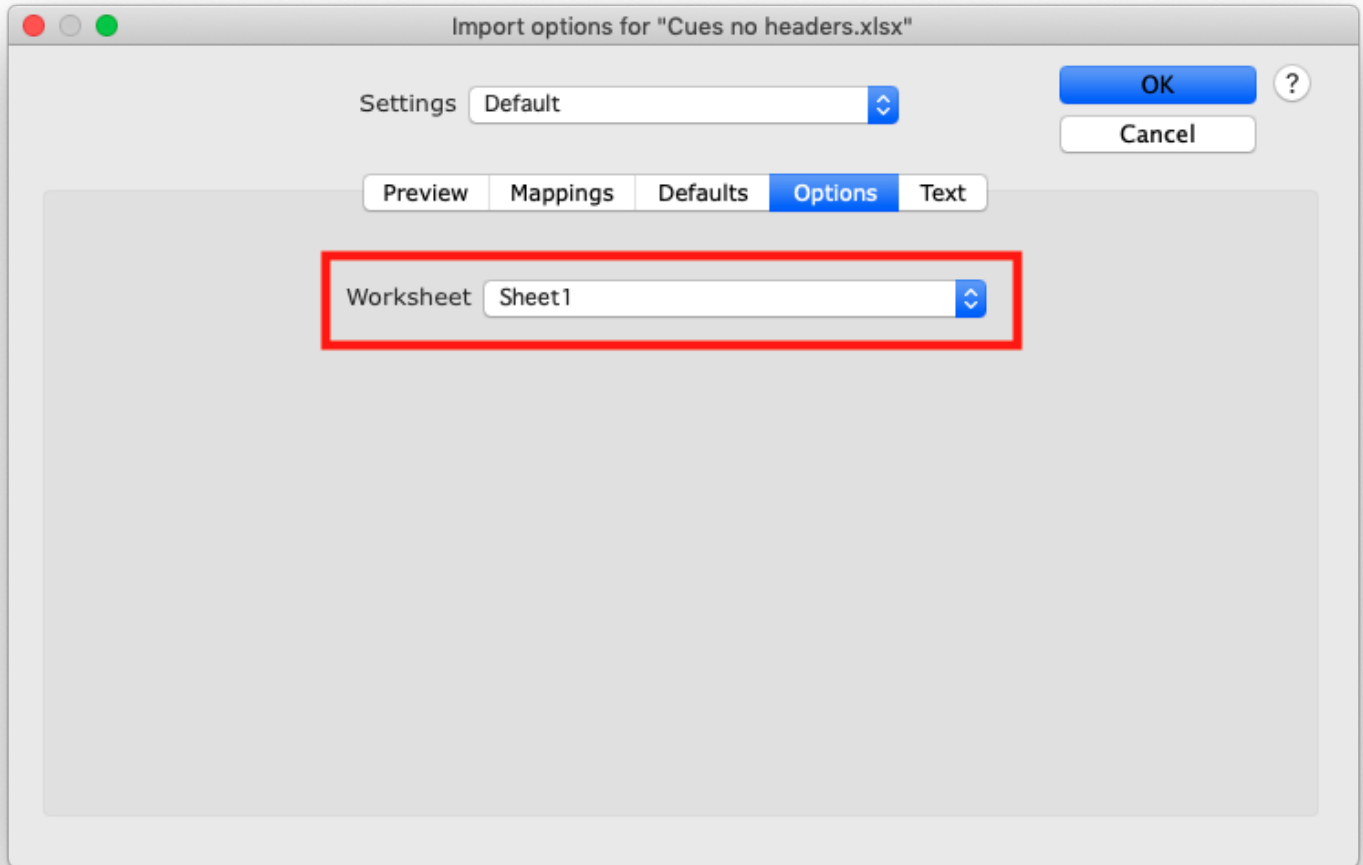 Import options for "Cues no headers.xlsx"
Settings Default
OK ?
Cancel
Preview Mappings Defaults Options Text
Worksheet Sheet1